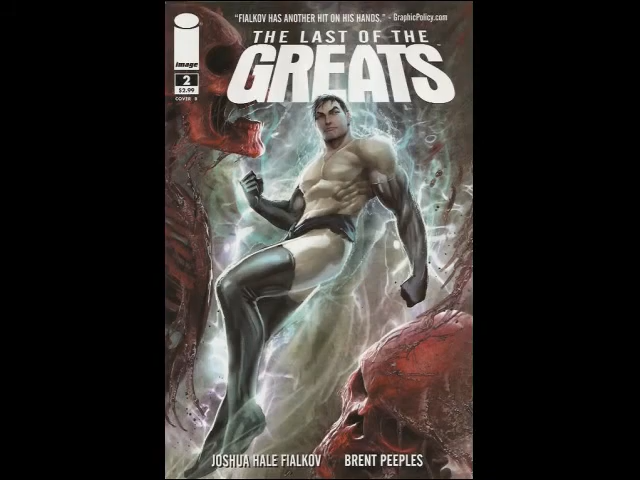 "FIALKOV HAS ANOTHER HIT ON HIS HANDS." - GraphicPolicy.com
THE LAST OF THE
GREATS
image
2
$2.99
COVER B
JOSHUA HALE FIALKOV BRENT PEEPLES